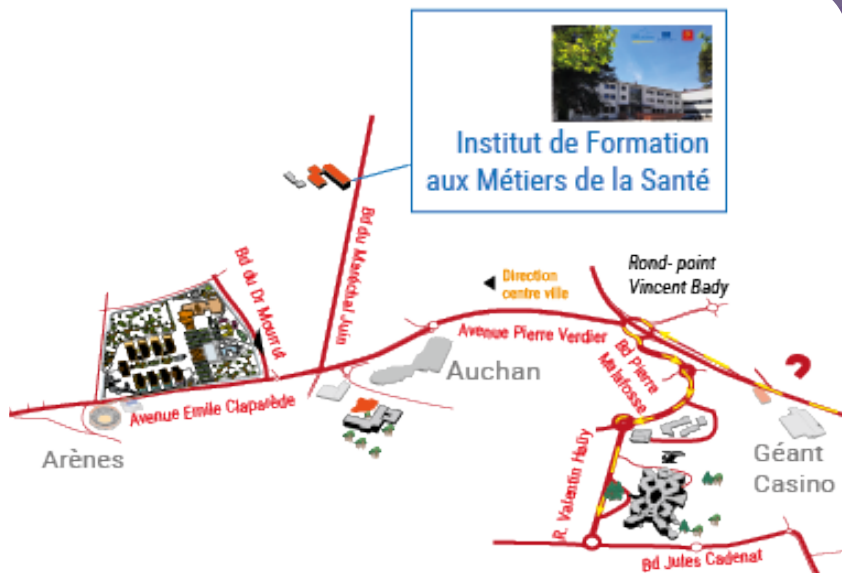 Institut de Formation
aux Métiers de la Santé
Bd du Maréchal Juin
Bd du Dr Mourrut
Direction
centre ville
Rond- point
Vincent Bady
Avenue Pierre Verdier
Bd Pierre
Malafosse
Auchan
Avenue Emile Claparède
Arènes
R. Valentin Haüy
Géant
Casino
Bd Jules Cadenat